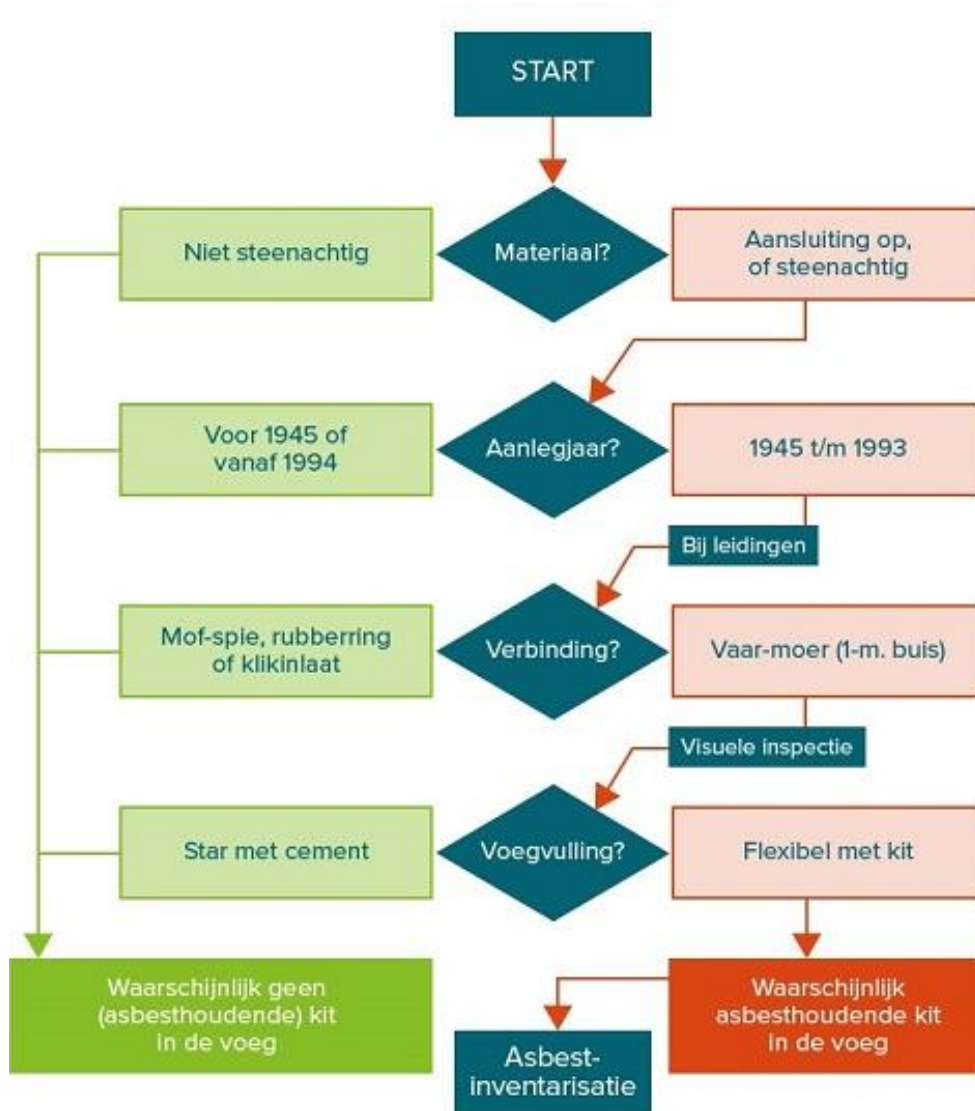 START
Niet steenachtig
Materiaal?
Aansluiting op,
of steenachtig
Voor 1945 of
vanaf 1994
Aanlegjaar?
1945 t/m 1993
Bij leidingen
Mof-spie, rubberring
of klikinlaat
Verbinding?
Vaar-moer (1-m. buis)
Visuele inspectie
Star met cement
Voegvulling?
Flexibel met kit
Waarschijnlijk geen
(asbesthoudende) kit
in de voeg
Asbest-
inventarisatie
Waarschijnlijk
asbesthoudende kit
in de voeg